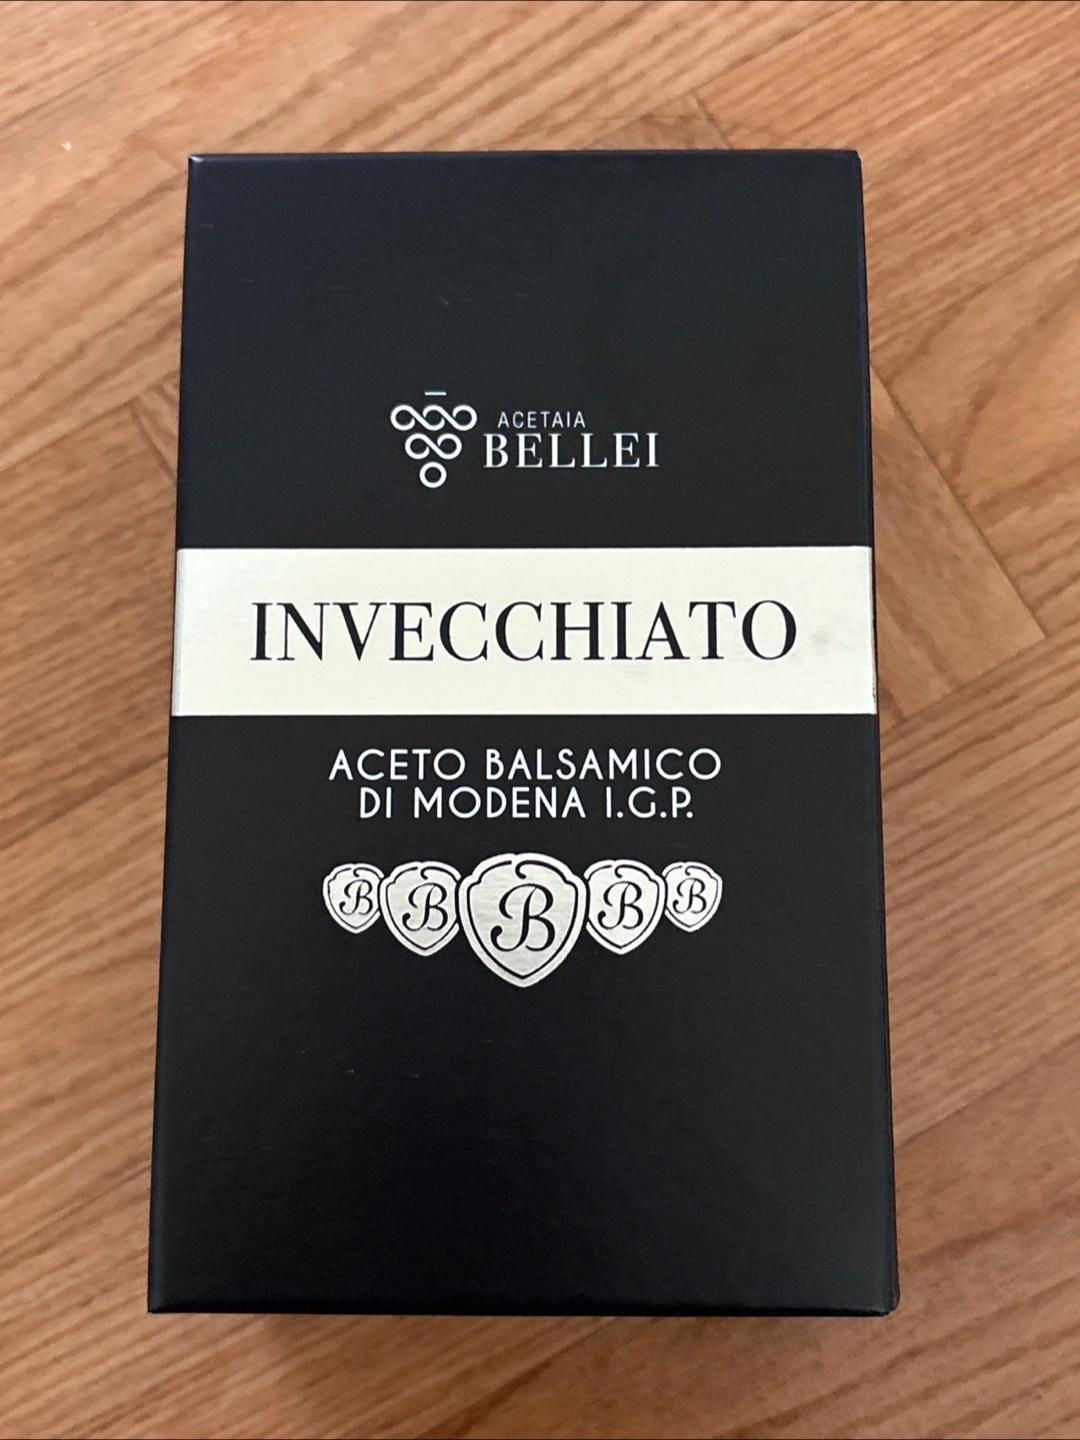 ACETAIA
BELLEI
INVECCHIATO
ACETO BALSAMICO
DI MODENA I.G.P.
B B B B B